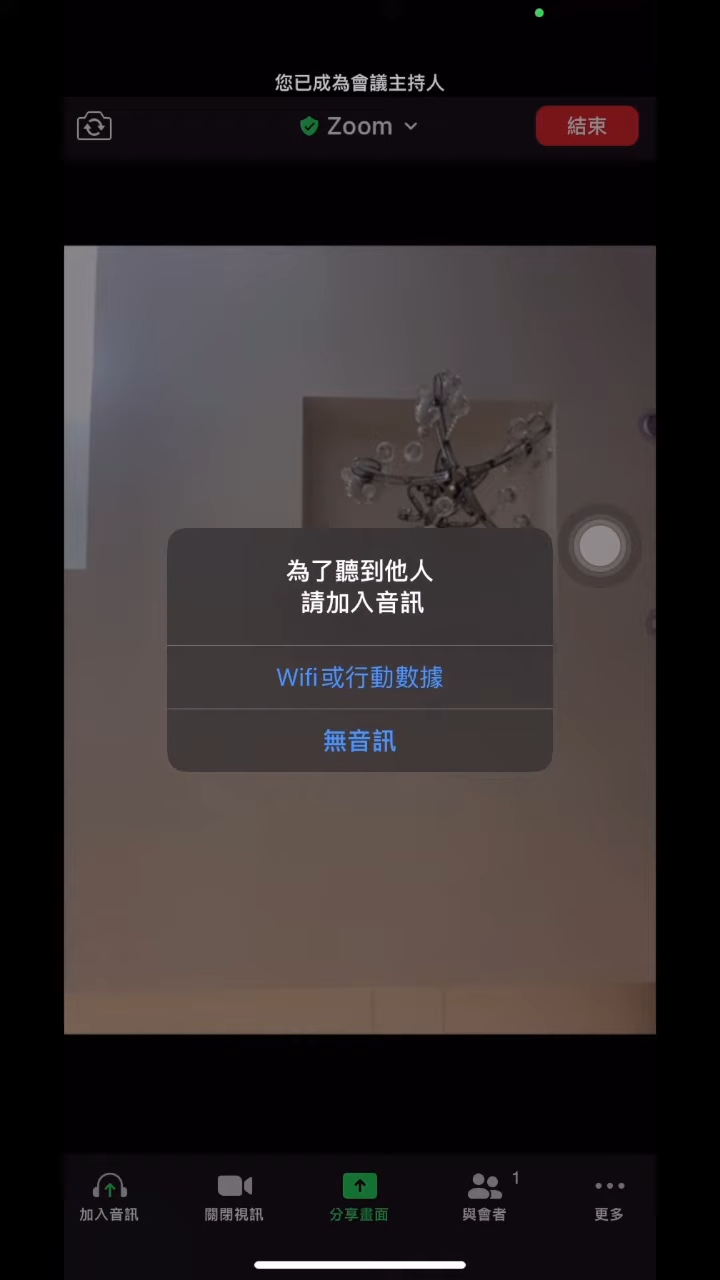 您已成為會議主持人
Zoom
結束
為了聽到他人
請加入音訊
Wifi或行動數據
無音訊
1
加入音訊
關閉視訊
分享畫面
與會者
更多